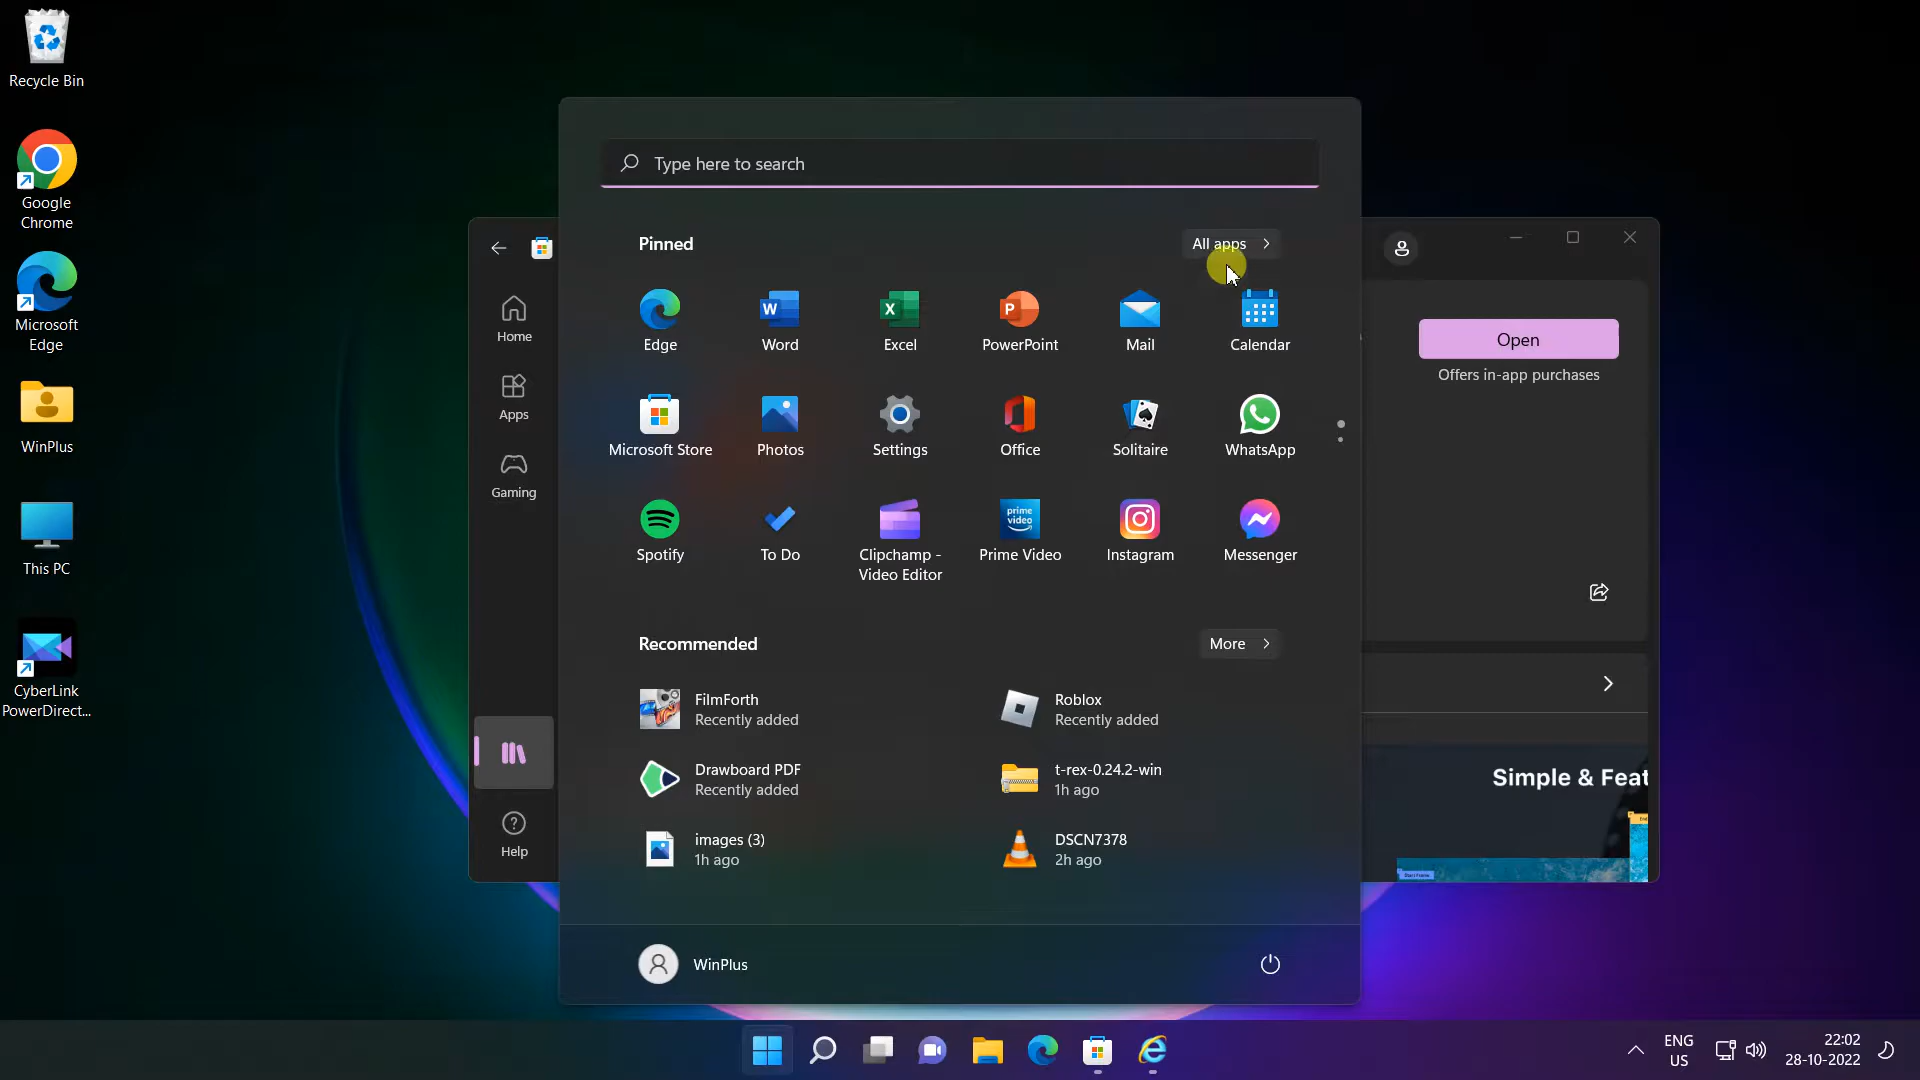 Recycle Bin
Google
Chrome
Microsoft
Edge
WinPlus
This PC
CyberLink
PowerDirect...
Type here to search
Pinned
All apps
Edge
Word
Excel
PowerPoint
Mail
Calendar
Microsoft Store
Photos
Settings
Office
Solitaire
WhatsApp
Spotify
To Do
Clipchamp -
Video Editor
prime
video
Prime Video
Instagram
Messenger
Recommended
More
FilmForth
Recently added
Roblox
Recently added
Drawboard PDF
Recently added
t-rex-0.24.2-win
1h ago
images (3)
1h ago
DSCN7378
2h ago
WinPlus
Home
Apps
Gaming
Help
Open
Offers in-app purchases
Simple & Feat
ENG
US
22:02
28-10-2022